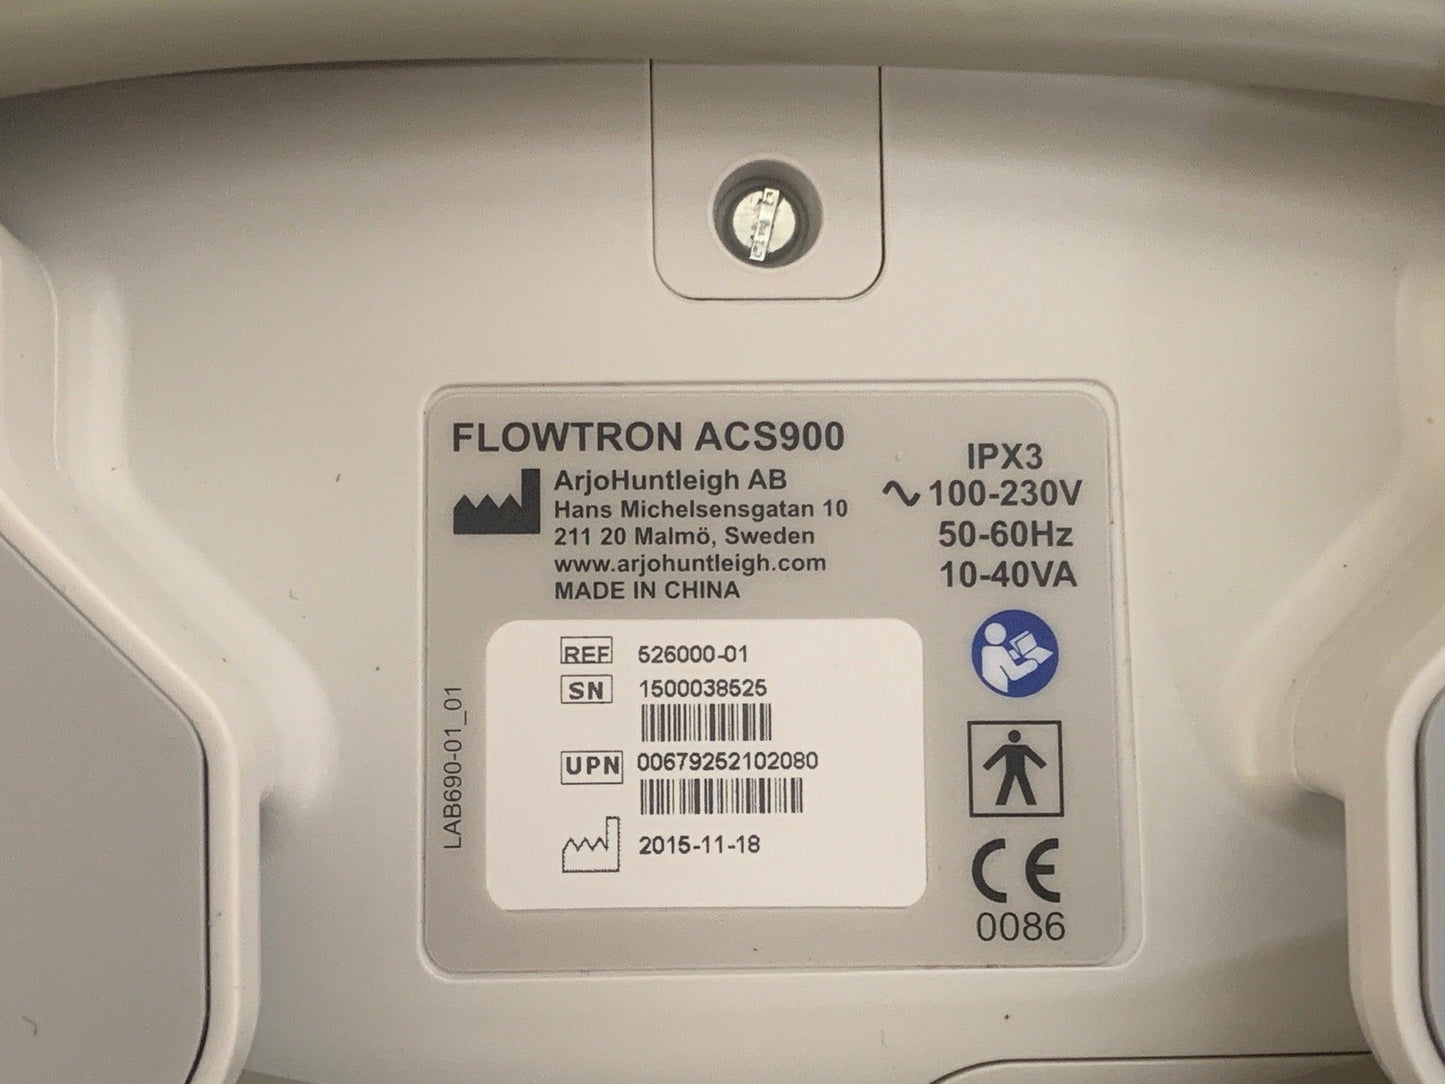 FLOWTRON ACS900
ArjoHuntleigh AB
Hans Michelsensgatan 10
211 20 Malmö, Sweden
www.arjohuntleigh.com
MADE IN CHINA
IPX3
100-230V
50-60Hz
10-40VA
REF 526000-01
SN 1500038525
UPN 00679252102080
2015-11-18
LAB690-01_01
CE
0086